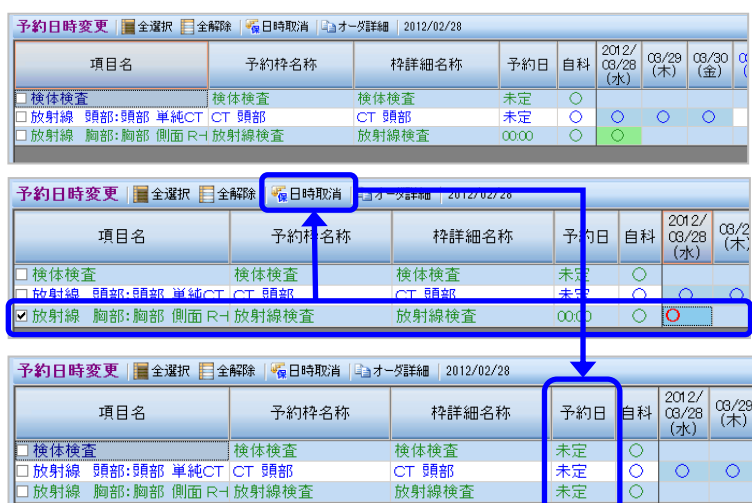 予約日時変更 全選択 全解除 日時取消 オーダ詳細 2012/02/28
項目名 予約枠名称 枠詳細名称 予約日 自科 2012/03/28(水) 03/29(木) 03/30(金)
検体検査 検体検査 検体検査 未定 ○
放射線 頭部:頭部 単純CT CT 頭部 CT 頭部 未定 ○ ○ ○ ○
放射線 胸部:胸部 側面 R→ 放射線検査 放射線検査 00:00 ○ ○
予約日時変更 全選択 全解除 日時取消 オーダ詳細 2012/02/28
項目名 予約枠名称 枠詳細名称 予約日 自科 2012/03/28(水) 03/2 (木)
検体検査 検体検査 検体検査 未定 ○
放射線 頭部:頭部 単純CT CT 頭部 CT 頭部 未定 ○ ○ ○
放射線 胸部:胸部 側面 R→ 放射線検査 放射線検査 00:00 ○ ○
予約日時変更 全選択 全解除 日時取消 オーダ詳細 2012/02/28
項目名 予約枠名称 枠詳細名称 予約日 自科 2012/03/28(水) 03/29(木)
検体検査 検体検査 検体検査 未定 ○
放射線 頭部:頭部 単純CT CT 頭部 CT 頭部 未定 ○ ○ ○
放射線 胸部:胸部 側面 R→ 放射線検査 放射線検査 未定 ○